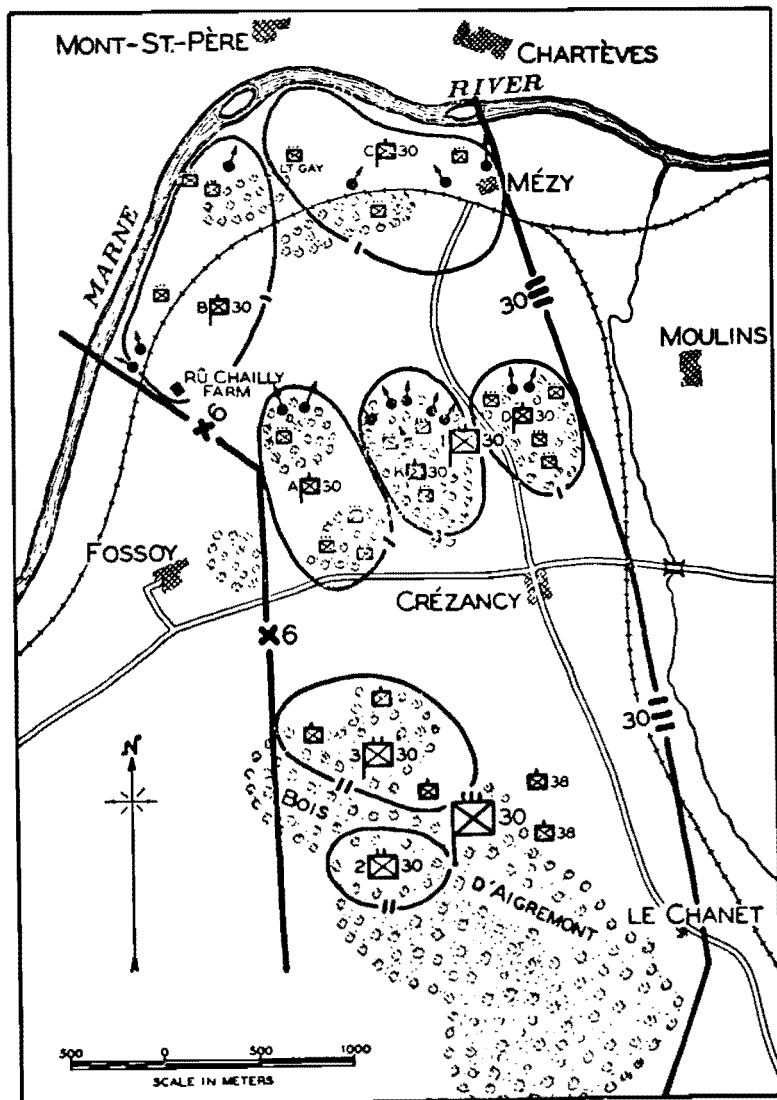 MONT-ST.-PÈRE
CHARTÈVES
RIVER
C 30
LT GAY
MÉZY
MARNE
B 30
30
MOULINS
RÛ CHAILLY
FARM
6
D 30
1 30
K 30
A 30
FOSSOY
CRÉZANCY
6
30
3 30
BOIS
38
30
38
2 30
D'AIGREMONT
LE CHANET
N
500 0 500 1000
SCALE IN METERS